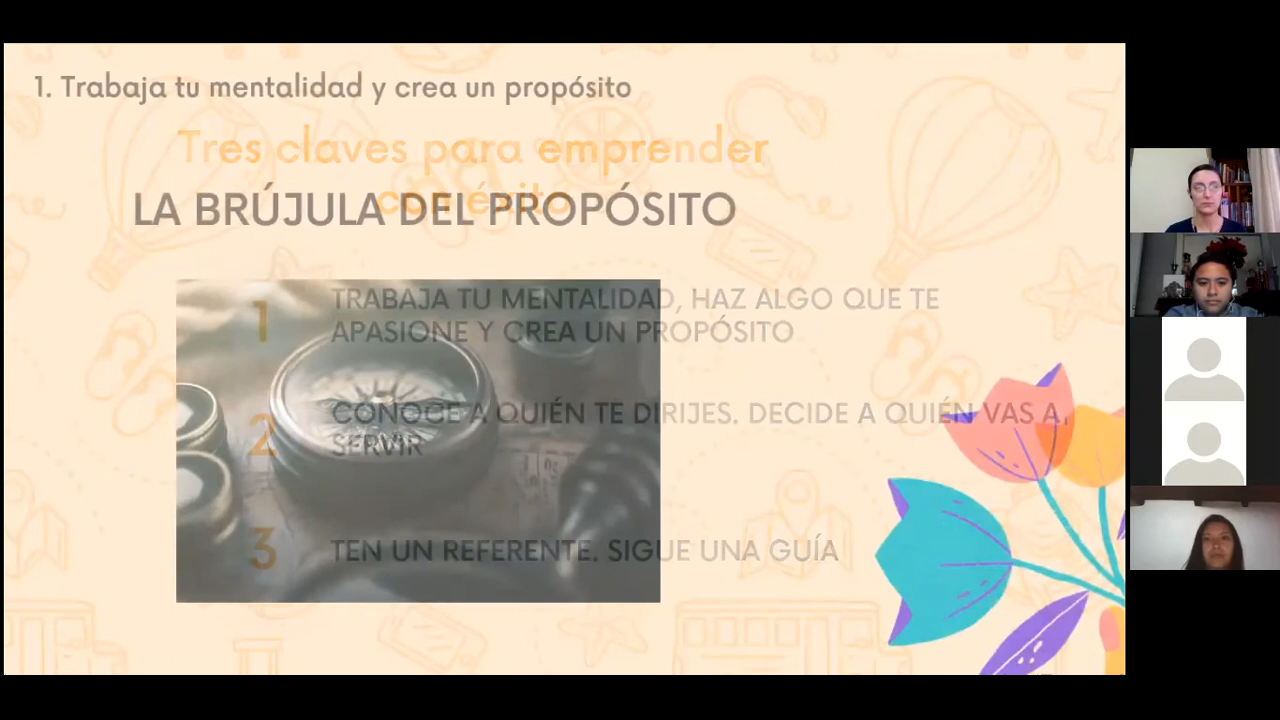 1. Trabaja tu mentalidad y crea un propósito
Tres claves para emprender
con éxito
LA BRÚJULA DEL PROPÓSITO
1
TRABAJA TU MENTALIDAD, HAZ ALGO QUE TE
APASIONE Y CREA UN PROPÓSITO
2
CONOCE A QUIÉN TE DIRIJES. DECIDE A QUIÉN VAS A
SERVIR
3
TEN UN REFERENTE. SIGUE UNA GUÍA